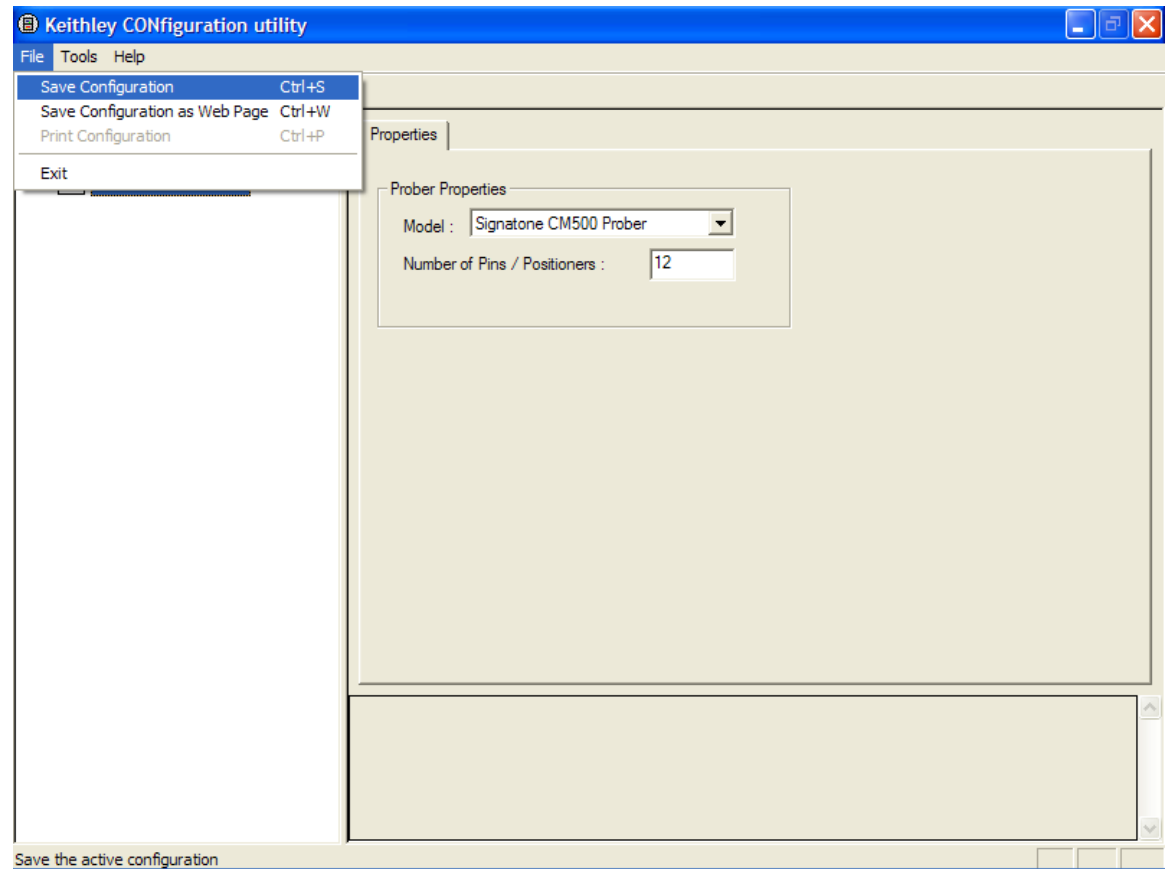 Keithley CONfiguration utility
File Tools Help
Save Configuration Ctrl+S
Save Configuration as Web Page Ctrl+W
Print Configuration Ctrl+P
Exit
Properties
Prober Properties
Model : Signatone CM500 Prober
Number of Pins / Positioners : 12
Save the active configuration